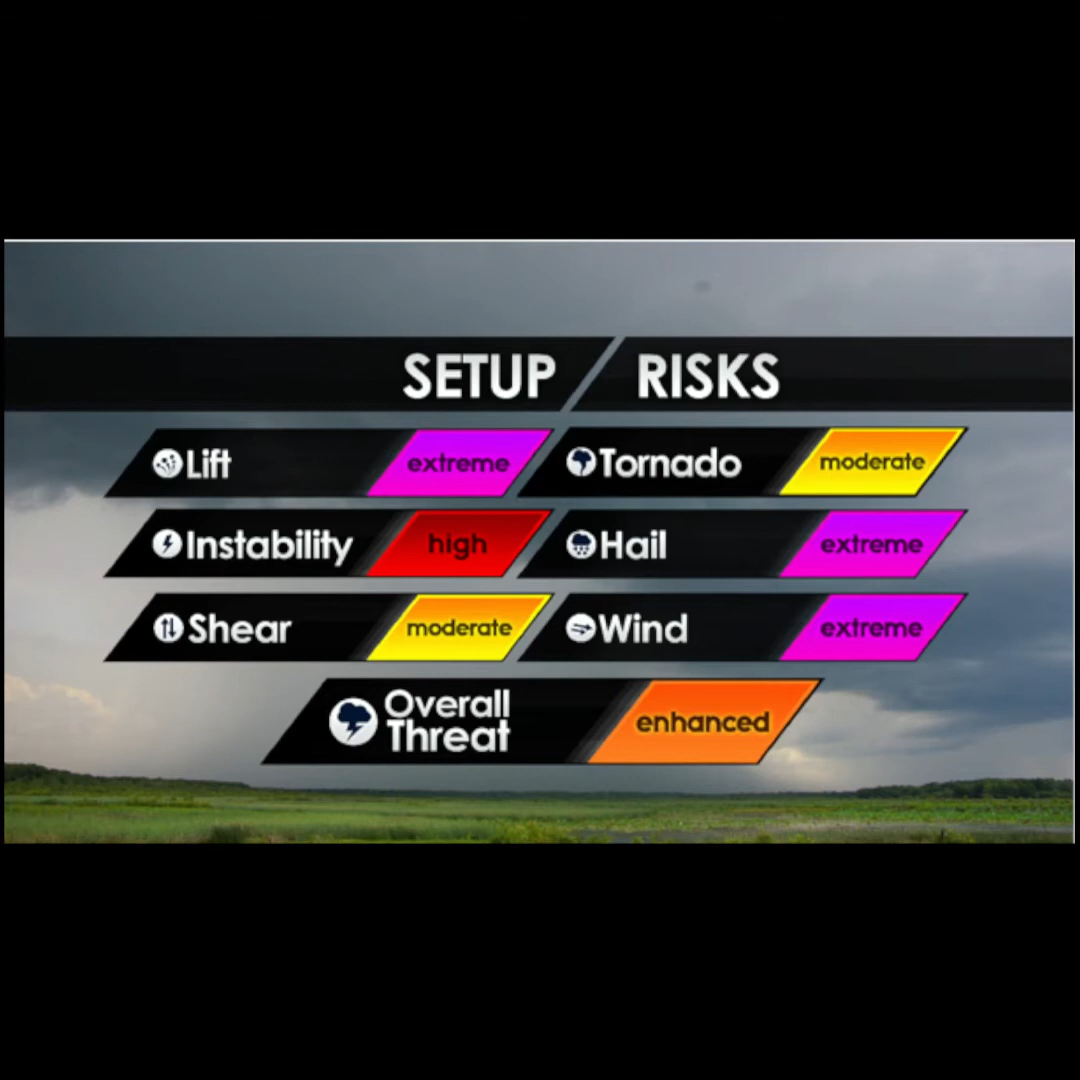 SETUP RISKS
Lift extreme Tornado moderate
Instability high Hail extreme
Shear moderate Wind extreme
Overall
Threat enhanced